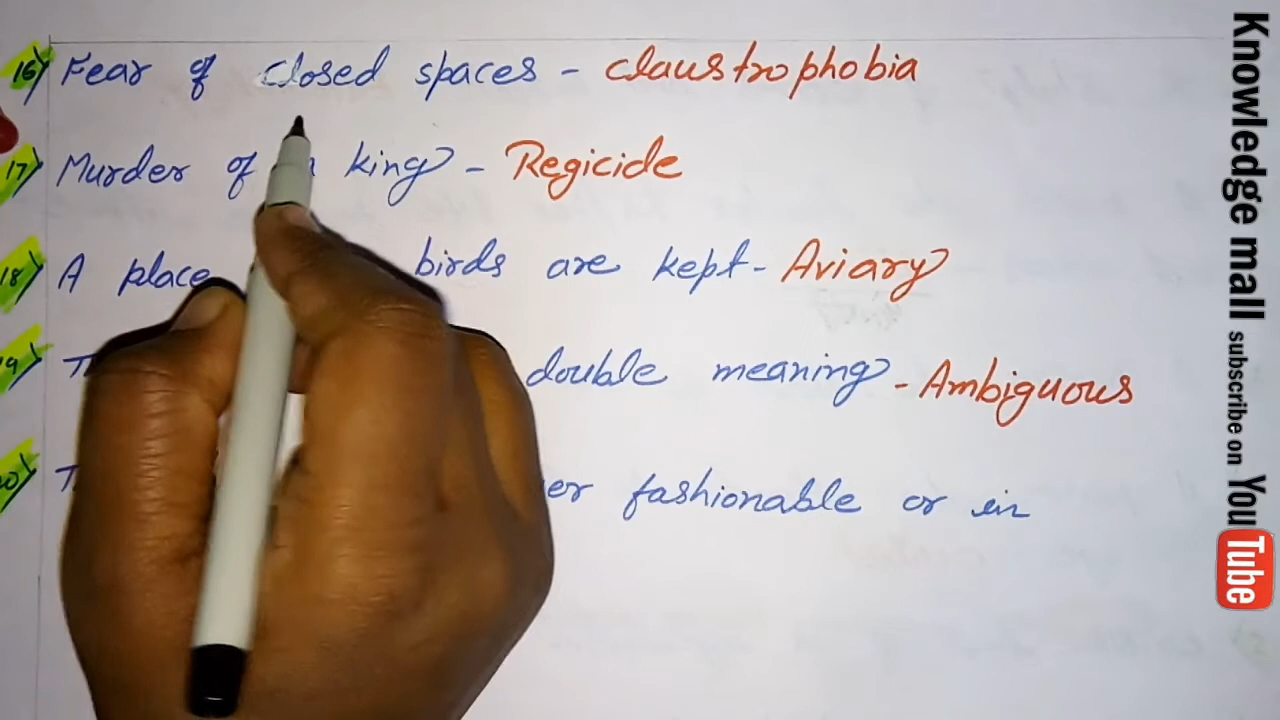 16) Fear of closed spaces - claustrophobia
17) Murder of king - Regicide
18) A place birds are kept - Aviary
double meaning - Ambiguous
fashionable or in
Knowledge mall subscribe on YouTube